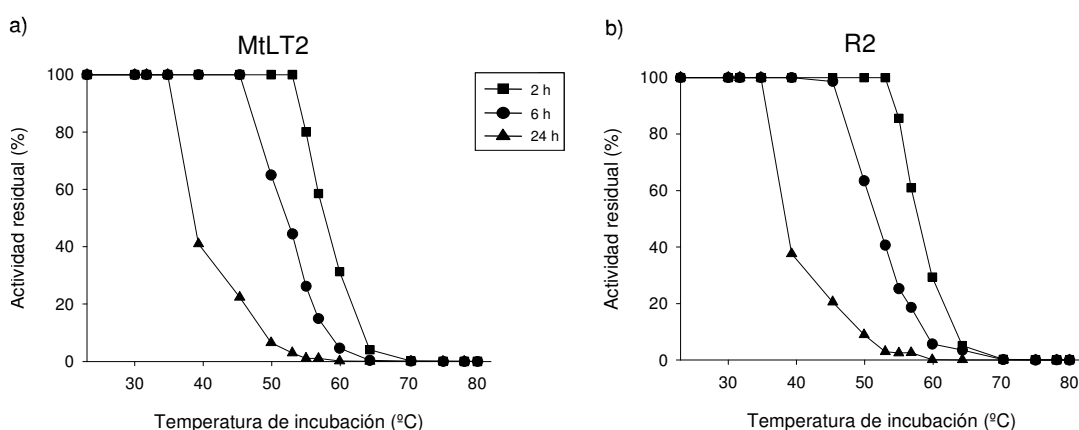 a)
MtLT2
100
80
60
40
20
0
30 40 50 60 70 80
Actividad residual (%)
Temperatura de incubación (ºC)
2 h
6 h
24 h
b)
R2
100
80
60
40
20
0
30 40 50 60 70 80
Actividad residual (%)
Temperatura de incubación (ºC)